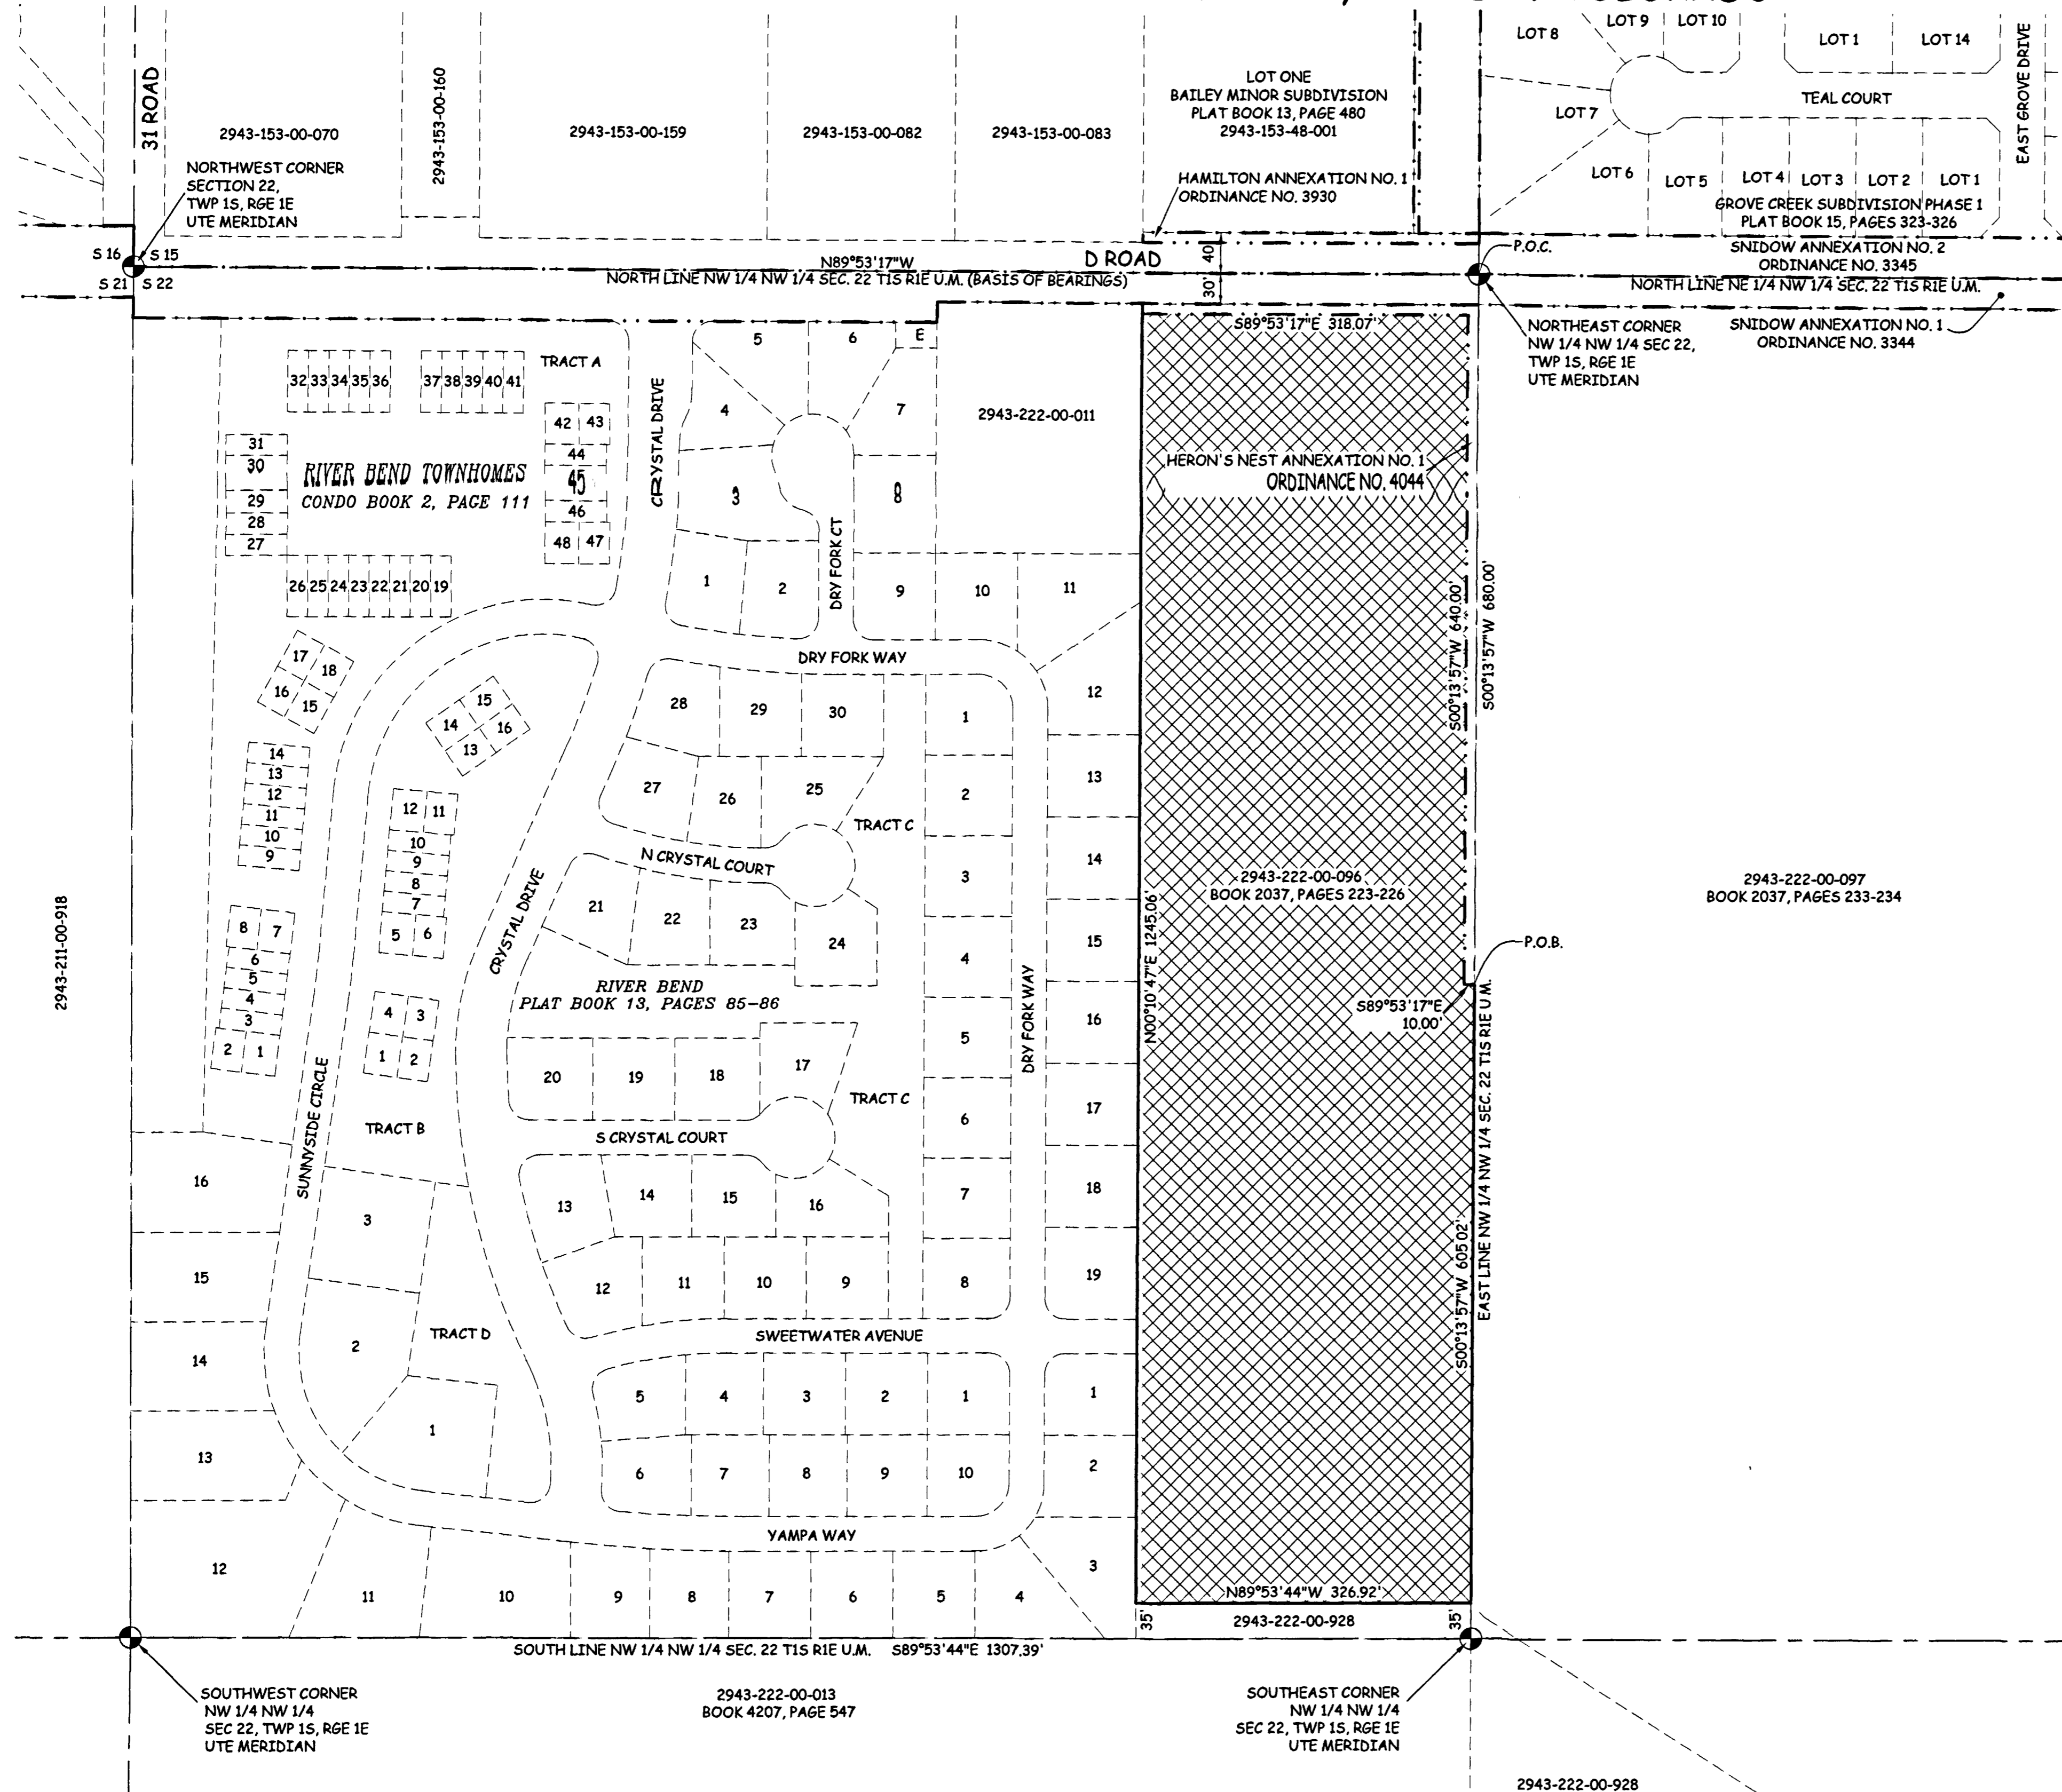 LOT 8
LOT 9
LOT 10
LOT 1
LOT 14
EAST GROVE DRIVE
31 ROAD
2943-153-00-070
2943-153-00-160
2943-153-00-159
2943-153-00-082
2943-153-00-083
LOT ONE
BAILEY MINOR SUBDIVISION
PLAT BOOK 13, PAGE 480
2943-153-48-001
TEAL COURT
LOT 7
LOT 6
LOT 5
LOT 4
LOT 3
LOT 2
LOT 1
GROVE CREEK SUBDIVISION PHASE 1
PLAT BOOK 15, PAGES 323-326
NORTHWEST CORNER
SECTION 22,
TWP 1S, RGE 1E
UTE MERIDIAN
HAMILTON ANNEXATION NO. 1
ORDINANCE NO. 3930
S 16
S 15
S 21
S 22
N89°53'17"W
D ROAD
40
30'
NORTH LINE NW 1/4 NW 1/4 SEC. 22 T1S R1E U.M. (BASIS OF BEARINGS)
P.O.C.
SNIDOW ANNEXATION NO. 2
ORDINANCE NO. 3345
NORTH LINE NE 1/4 NW 1/4 SEC. 22 T1S R1E U.M.
SNIDOW ANNEXATION NO. 1
ORDINANCE NO. 3344
NORTHEAST CORNER
NW 1/4 NW 1/4 SEC 22,
TWP 1S, RGE 1E
UTE MERIDIAN
S89°53'17"E 318.07'
32 33 34 35 36
37 38 39 40 41
TRACT A
42 43
44
45
46
48 47
31
30
29
28
27
RIVER BEND TOWNHOMES
CONDO BOOK 2, PAGE 111
26 25 24 23 22 21 20 19
CRYSTAL DRIVE
5
6
E
4
7
3
8
1
2
DRY FORK CT
9
10
11
2943-222-00-011
HERON'S NEST ANNEXATION NO. 1
ORDINANCE NO. 4044
S00°13'57"W 640.00'
S00°13'57"W 680.00'
17
18
16
15
15
14
16
13
DRY FORK WAY
28
29
30
1
12
27
26
25
2
13
TRACT C
14
13
12
11
10
9
12 11
10
9
8
7
5 6
N CRYSTAL COURT
3
14
CRYSTAL DRIVE
21
22
23
24
4
15
2943-211-00-918
8 7
6
5
4
3
2 1
4 3
1 2
RIVER BEND
PLAT BOOK 13, PAGES 85-86
DRY FORK WAY
N00°10'47"E 1245.06'
2943-222-00-096
BOOK 2037, PAGES 223-226
2943-222-00-097
BOOK 2037, PAGES 233-234
P.O.B.
S89°53'17"E
10.00'
5
16
20
19
18
17
TRACT C
6
17
SUNNYSIDE CIRCLE
TRACT B
S CRYSTAL COURT
16
3
13
14
15
16
7
18
15
12
11
10
9
8
19
EAST LINE NW 1/4 NW 1/4 SEC. 22 T1S R1E U.M.
S00°13'57"W 605.02'
2
TRACT D
SWEETWATER AVENUE
14
5
4
3
2
1
1
1
13
6
7
8
9
10
2
YAMPA WAY
12
11
10
9
8
7
6
5
4
3
N89°53'44"W 326.92'
35'
2943-222-00-928
35'
SOUTH LINE NW 1/4 NW 1/4 SEC. 22 T1S R1E U.M. S89°53'44"E 1307.39'
SOUTHWEST CORNER
NW 1/4 NW 1/4
SEC 22, TWP 1S, RGE 1E
UTE MERIDIAN
2943-222-00-013
BOOK 4207, PAGE 547
SOUTHEAST CORNER
NW 1/4 NW 1/4
SEC 22, TWP 1S, RGE 1E
UTE MERIDIAN
2943-222-00-928